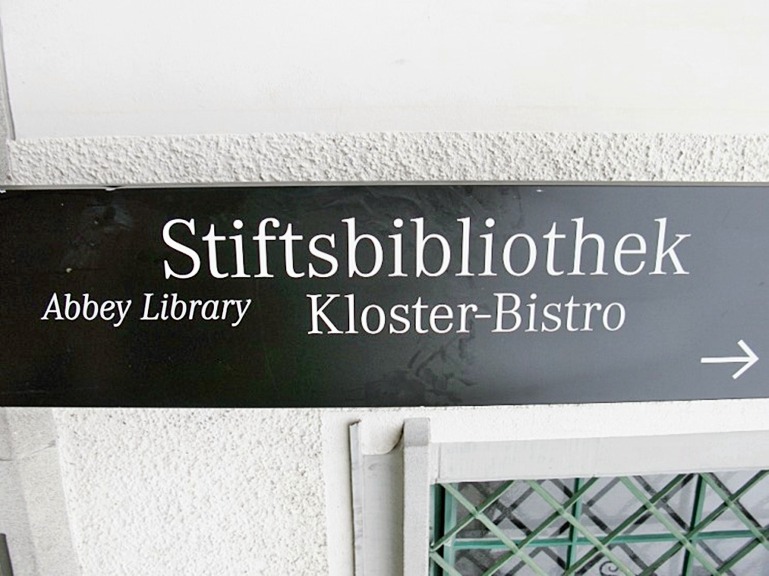 Stiftsbibliothek
Abbey Library
Kloster-Bistro